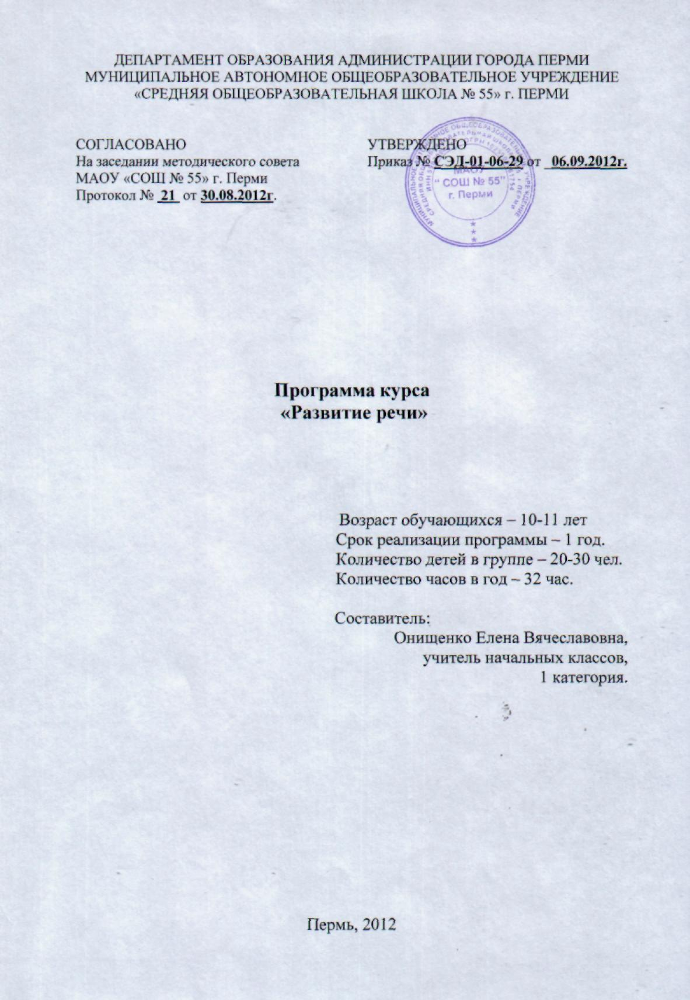 ДЕПАРТАМЕНТ ОБРАЗОВАНИЯ АДМИНИСТРАЦИИ ГОРОДА ПЕРМИ
МУНИЦИПАЛЬНОЕ АВТОНОМНОЕ ОБЩЕОБРАЗОВАТЕЛЬНОЕ УЧРЕЖДЕНИЕ
«СРЕДНЯЯ ОБЩЕОБРАЗОВАТЕЛЬНАЯ ШКОЛА № 55» г. ПЕРМИ
СОГЛАСОВАНО
На заседании методического совета
МАОУ «СОШ № 55» г. Перми
Протокол № 21 от 30.08.2012г.
УТВЕРЖДЕНО
Приказ № СЭД-01-06-29 от 06.09.2012г.
МАОУ
“ СОШ № 55”
г. Перми
Программа курса
«Развитие речи»
Возраст обучающихся – 10-11 лет
Срок реализации программы – 1 год.
Количество детей в группе – 20-30 чел.
Количество часов в год – 32 час.
Составитель:
Онищенко Елена Вячеславовна,
учитель начальных классов,
1 категория.
Пермь, 2012